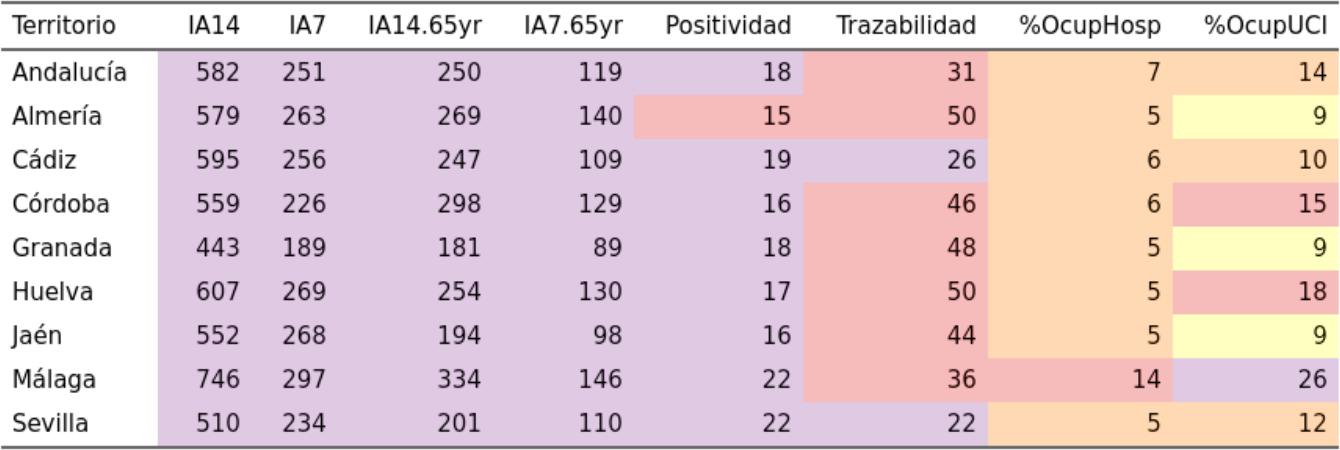 Territorio IA14 IA7 IA14.65yr IA7.65yr Positividad Trazabilidad %OcupHosp %OcupUCI
Andalucía 582 251 250 119 18 31 7 14
Almería 579 263 269 140 15 50 5 9
Cádiz 595 256 247 109 19 26 6 10
Córdoba 559 226 298 129 16 46 6 15
Granada 443 189 181 89 18 48 5 9
Huelva 607 269 254 130 17 50 5 18
Jaén 552 268 194 98 16 44 5 9
Málaga 746 297 334 146 22 36 14 26
Sevilla 510 234 201 110 22 22 5 12